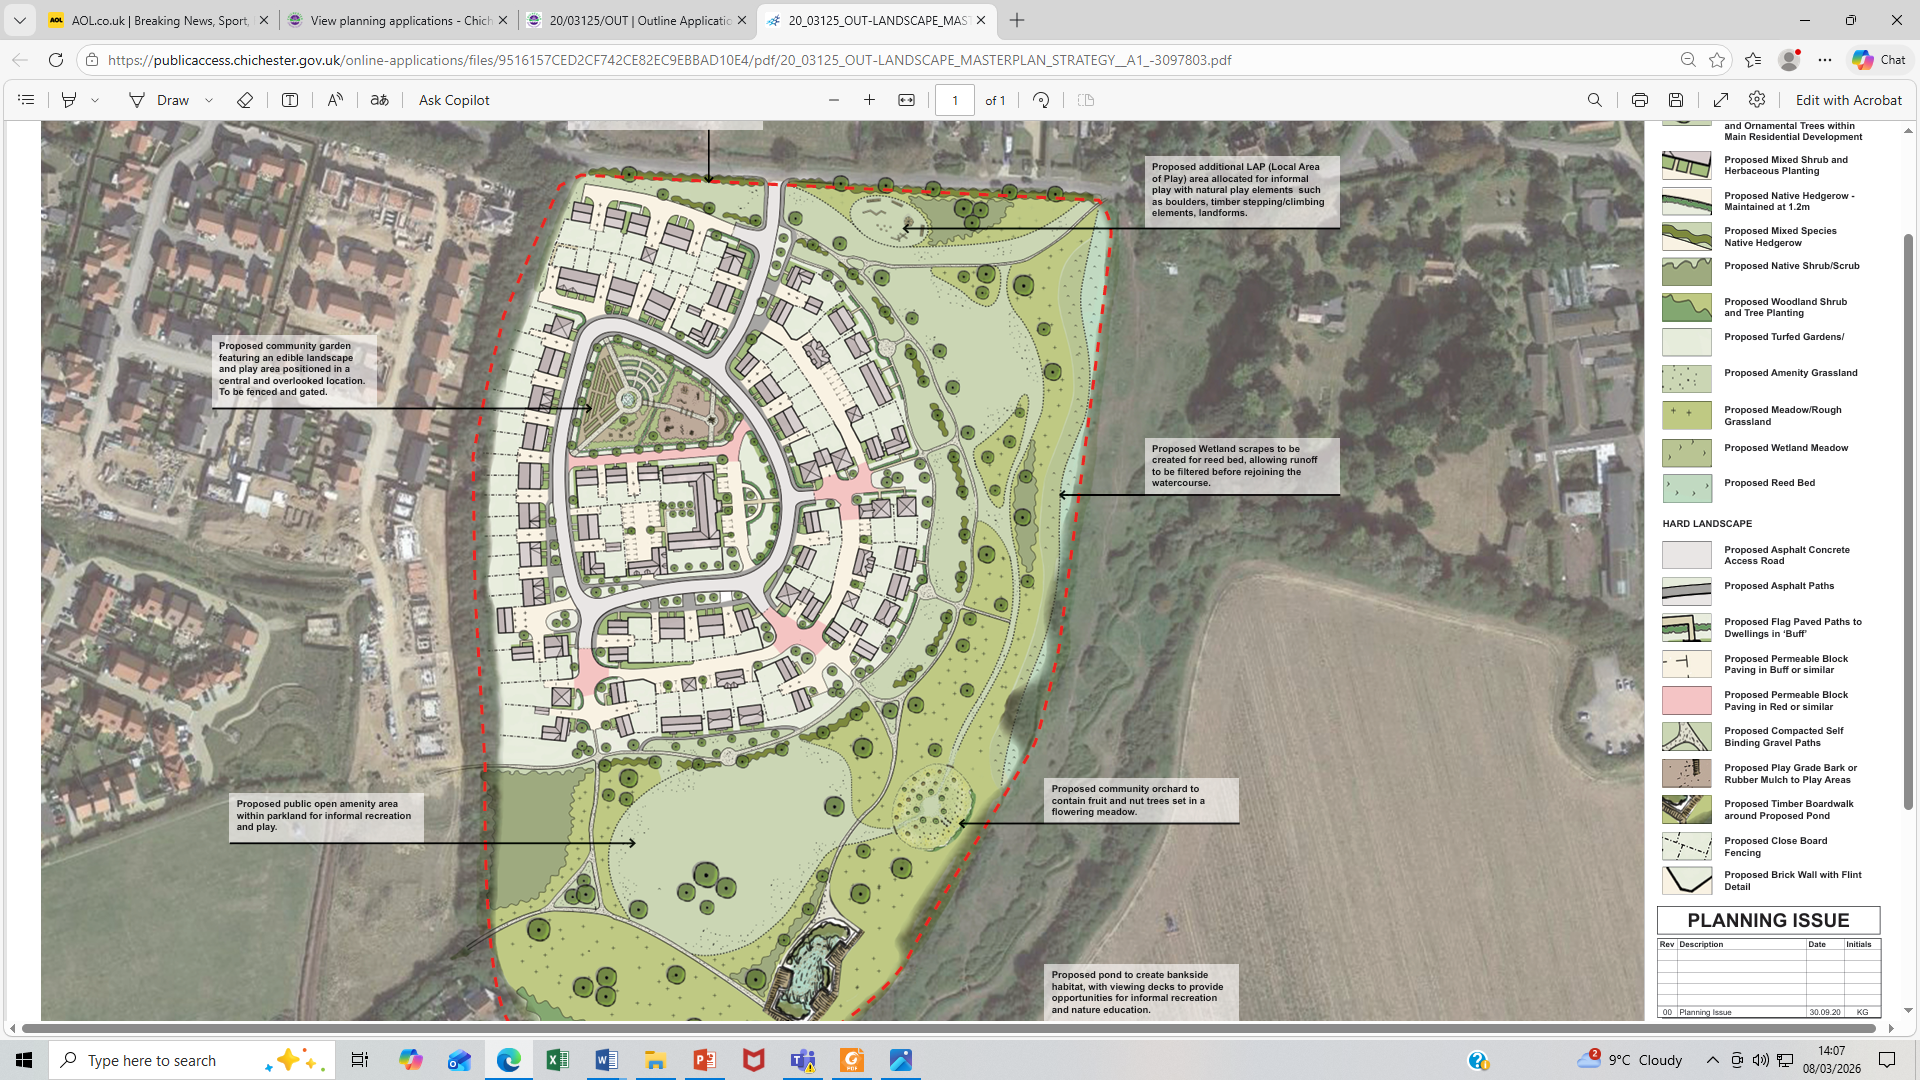 AOL.co.uk | Breaking News, Sport,
View planning applications - Chich
20/03125/OUT | Outline Applicatio
20_03125_OUT-LANDSCAPE_MAST
https://publicaccess.chichester.gov.uk/online-applications/files/9516157CED2CF742CE82EC9EBBAD10E4/pdf/20_03125_OUT-LANDSCAPE_MASTERPLAN_STRATEGY__A1_-3097803.pdf
Chat
Draw
Ask Copilot
1
of 1
Edit with Acrobat
Proposed additional LAP (Local Area
of Play) area allocated for informal
play with natural play elements such
as boulders, timber stepping/climbing
elements, landforms.
Proposed community garden
featuring an edible landscape
and play area positioned in a
central and overlooked location.
To be fenced and gated.
Proposed Wetland scrapes to be
created for reed bed, allowing runoff
to be filtered before rejoining the
watercourse.
Proposed public open amenity area
within parkland for informal recreation
and play.
Proposed community orchard to
contain fruit and nut trees set in a
flowering meadow.
Proposed pond to create bankside
habitat, with viewing decks to provide
opportunities for informal recreation
and nature education.
and Ornamental Trees within
Main Residential Development
Proposed Mixed Shrub and
Herbaceous Planting
Proposed Native Hedgerow -
Maintained at 1.2m
Proposed Mixed Species
Native Hedgerow
Proposed Native Shrub/Scrub
Proposed Woodland Shrub
and Tree Planting
Proposed Turfed Gardens/
Proposed Amenity Grassland
Proposed Meadow/Rough
Grassland
Proposed Wetland Meadow
Proposed Reed Bed
HARD LANDSCAPE
Proposed Asphalt Concrete
Access Road
Proposed Asphalt Paths
Proposed Flag Paved Paths to
Dwellings in ‘Buff’
Proposed Permeable Block
Paving in Buff or similar
Proposed Permeable Block
Paving in Red or similar
Proposed Compacted Self
Binding Gravel Paths
Proposed Play Grade Bark or
Rubber Mulch to Play Areas
Proposed Timber Boardwalk
around Proposed Pond
Proposed Close Board
Fencing
Proposed Brick Wall with Flint
Detail
PLANNING ISSUE
Rev Description Date Initials
00 Planning Issue 30.09.20 KG
Type here to search
2
9°C Cloudy
14:07
08/03/2026